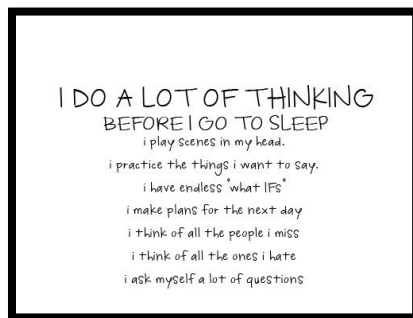 I DO A LOT OF THINKING
BEFORE I GO TO SLEEP
i play scenes in my head.
i practice the things i want to say.
i have endless "what IFs"
i make plans for the next day
i think of all the people i miss
i think of all the ones i hate
i ask myself a lot of questions